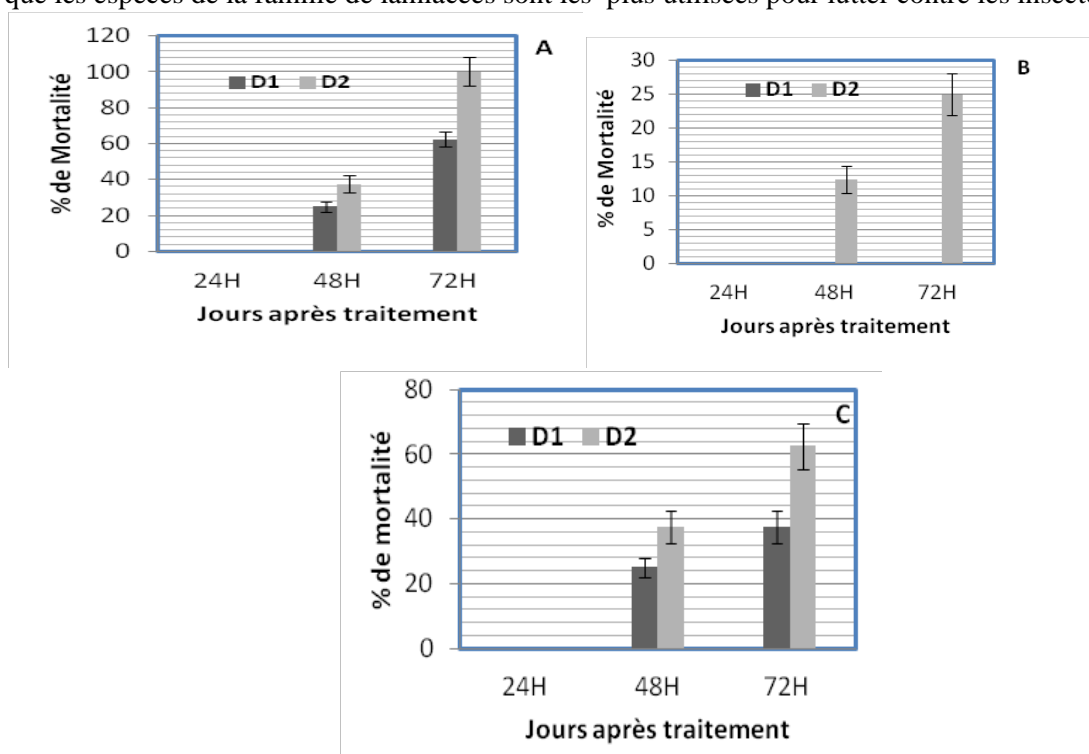 que les espèces de la famille de lamiacées sont les plus utilisées pour lutter contre les insecte
A
120
100
80
60
40
20
0
% de Mortalité
D1 D2
24H 48H 72H
Jours après traitement
B
30
25
20
15
10
5
0
% de Mortalité
D1 D2
24H 48H 72H
Jours après traitement
C
80
60
40
20
0
% de mortalité
D1 D2
24H 48H 72H
Jours après traitement